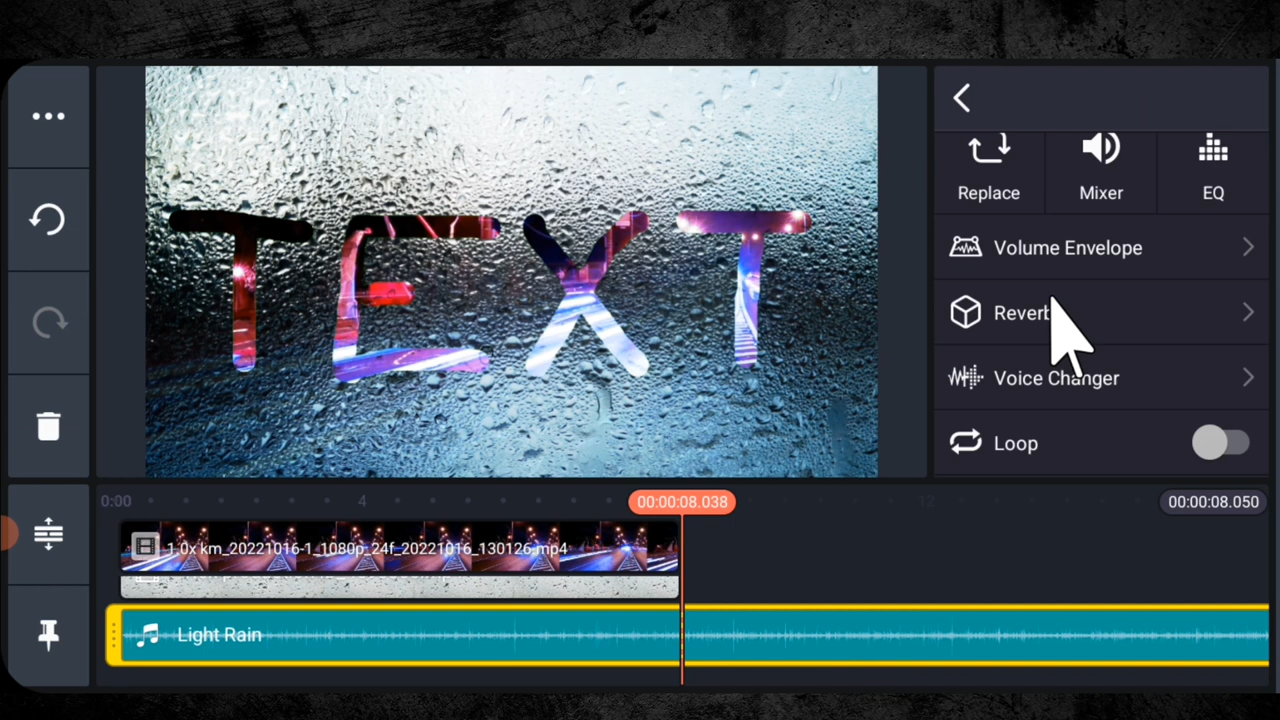 TEXT
Replace
Mixer
EQ
Volume Envelope
Reverb
Voice Changer
Loop
0:00
4
00:00:08.038
12
00:00:08.050
1.0x km_20221016-1_1080p_24f_20221016_130126.mp4
Light Rain